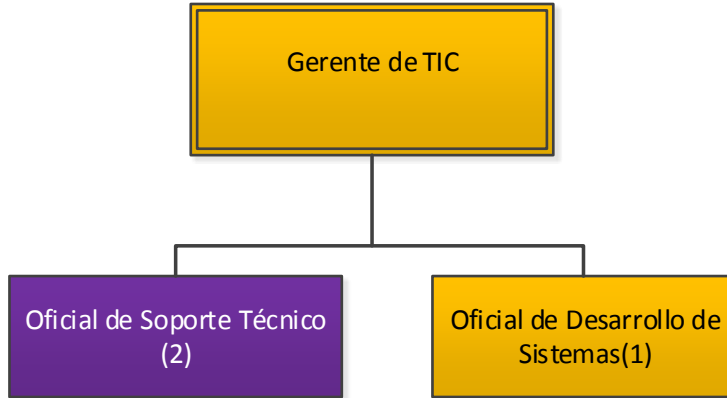 Gerente de TIC
Oficial de Soporte Técnico
(2)
Oficial de Desarrollo de
Sistemas(1)